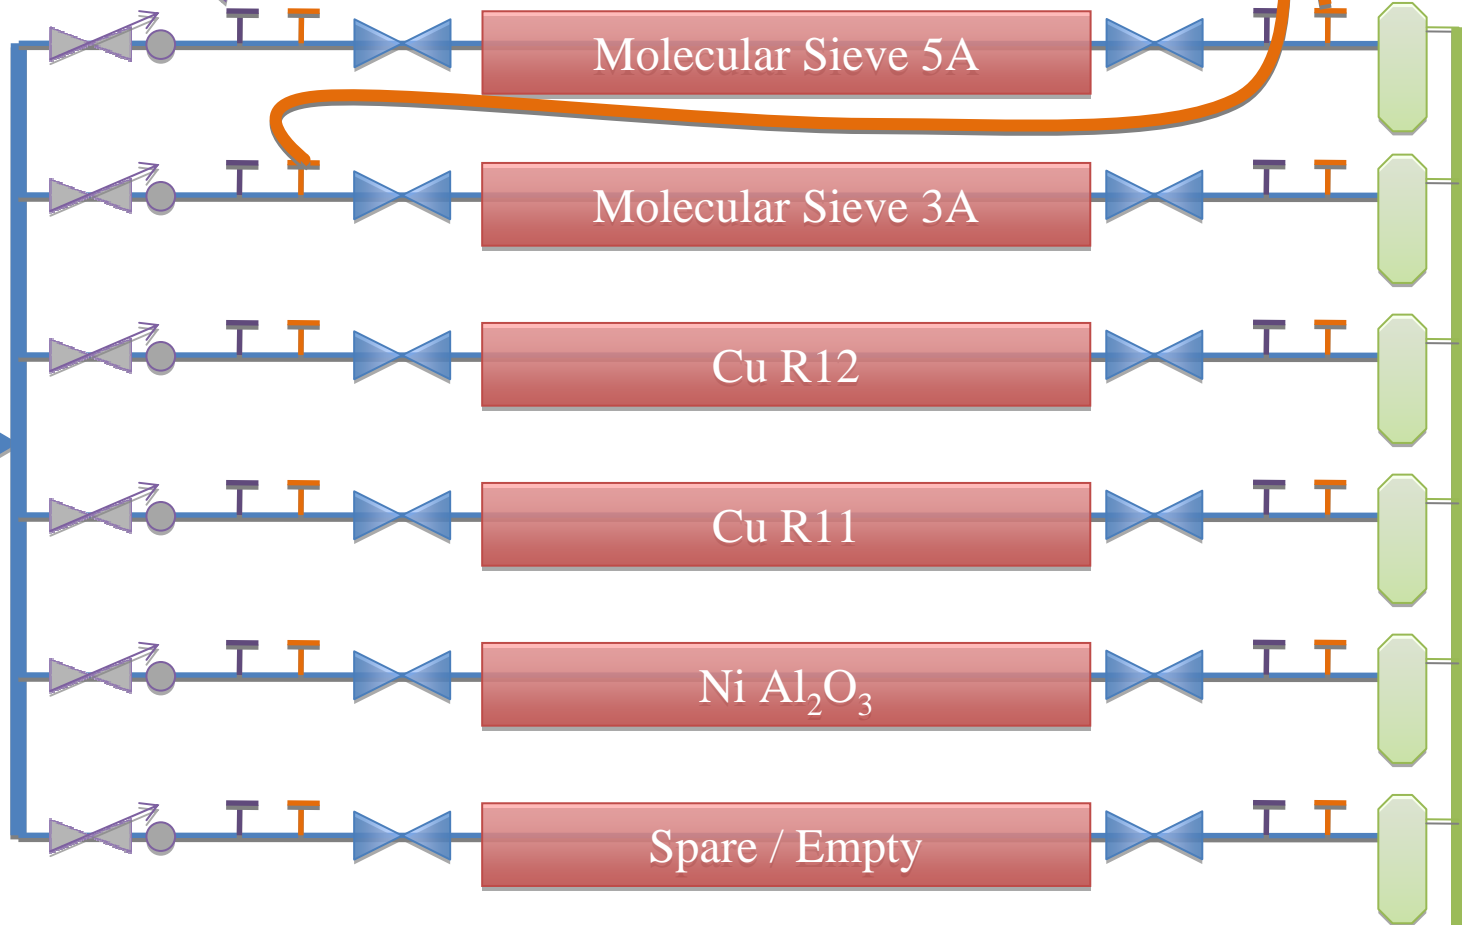 Molecular Sieve 5A
Molecular Sieve 3A
Cu R12
Cu R11
Ni Al₂O₃
Spare / Empty